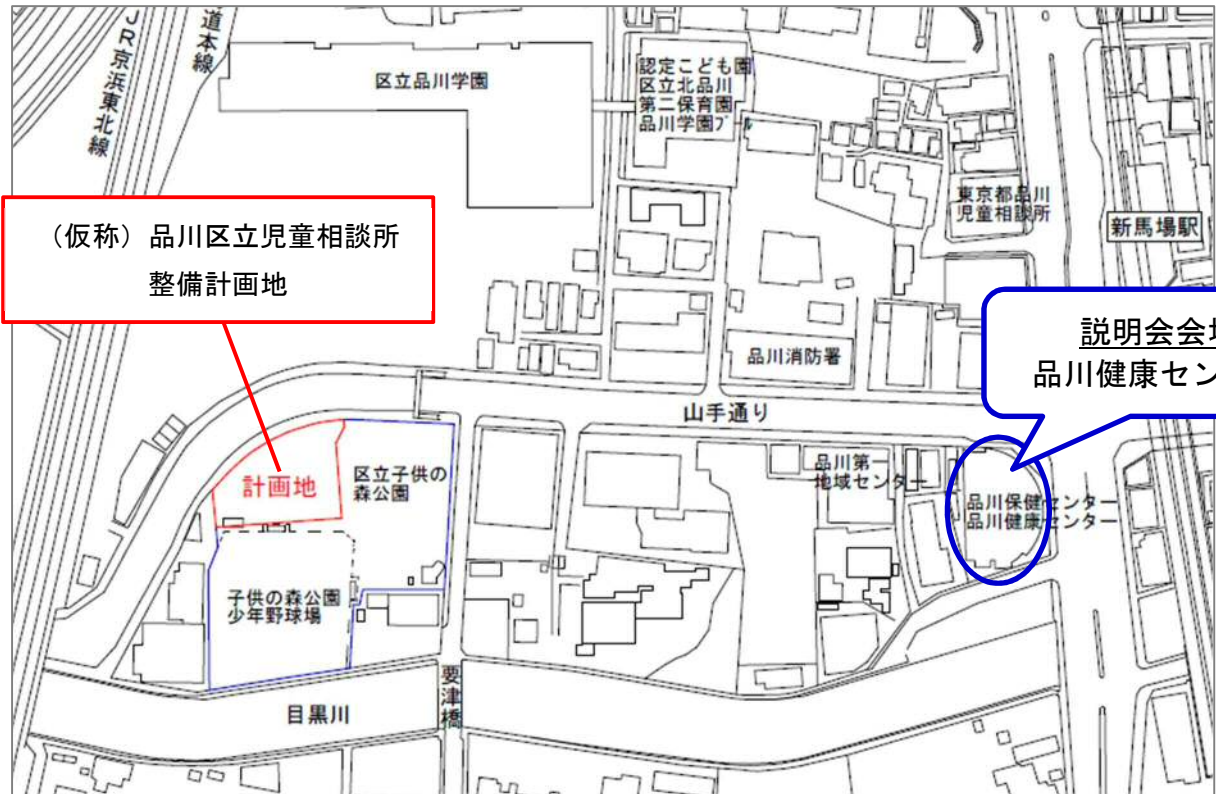 JR京浜東北線
道本線
区立品川学園
認定こども園
区立北品川
第二保育園
品川学園プール
東京都品川
児童相談所
新馬場駅
（仮称）品川区立児童相談所
整備計画地
説明会会場
品川健康セン
品川消防署
山手通り
計画地
区立子供の
森公園
品川第一
地域センター
品川保健センター
品川健康センター
子供の森公園
少年野球場
要津橋
目黒川